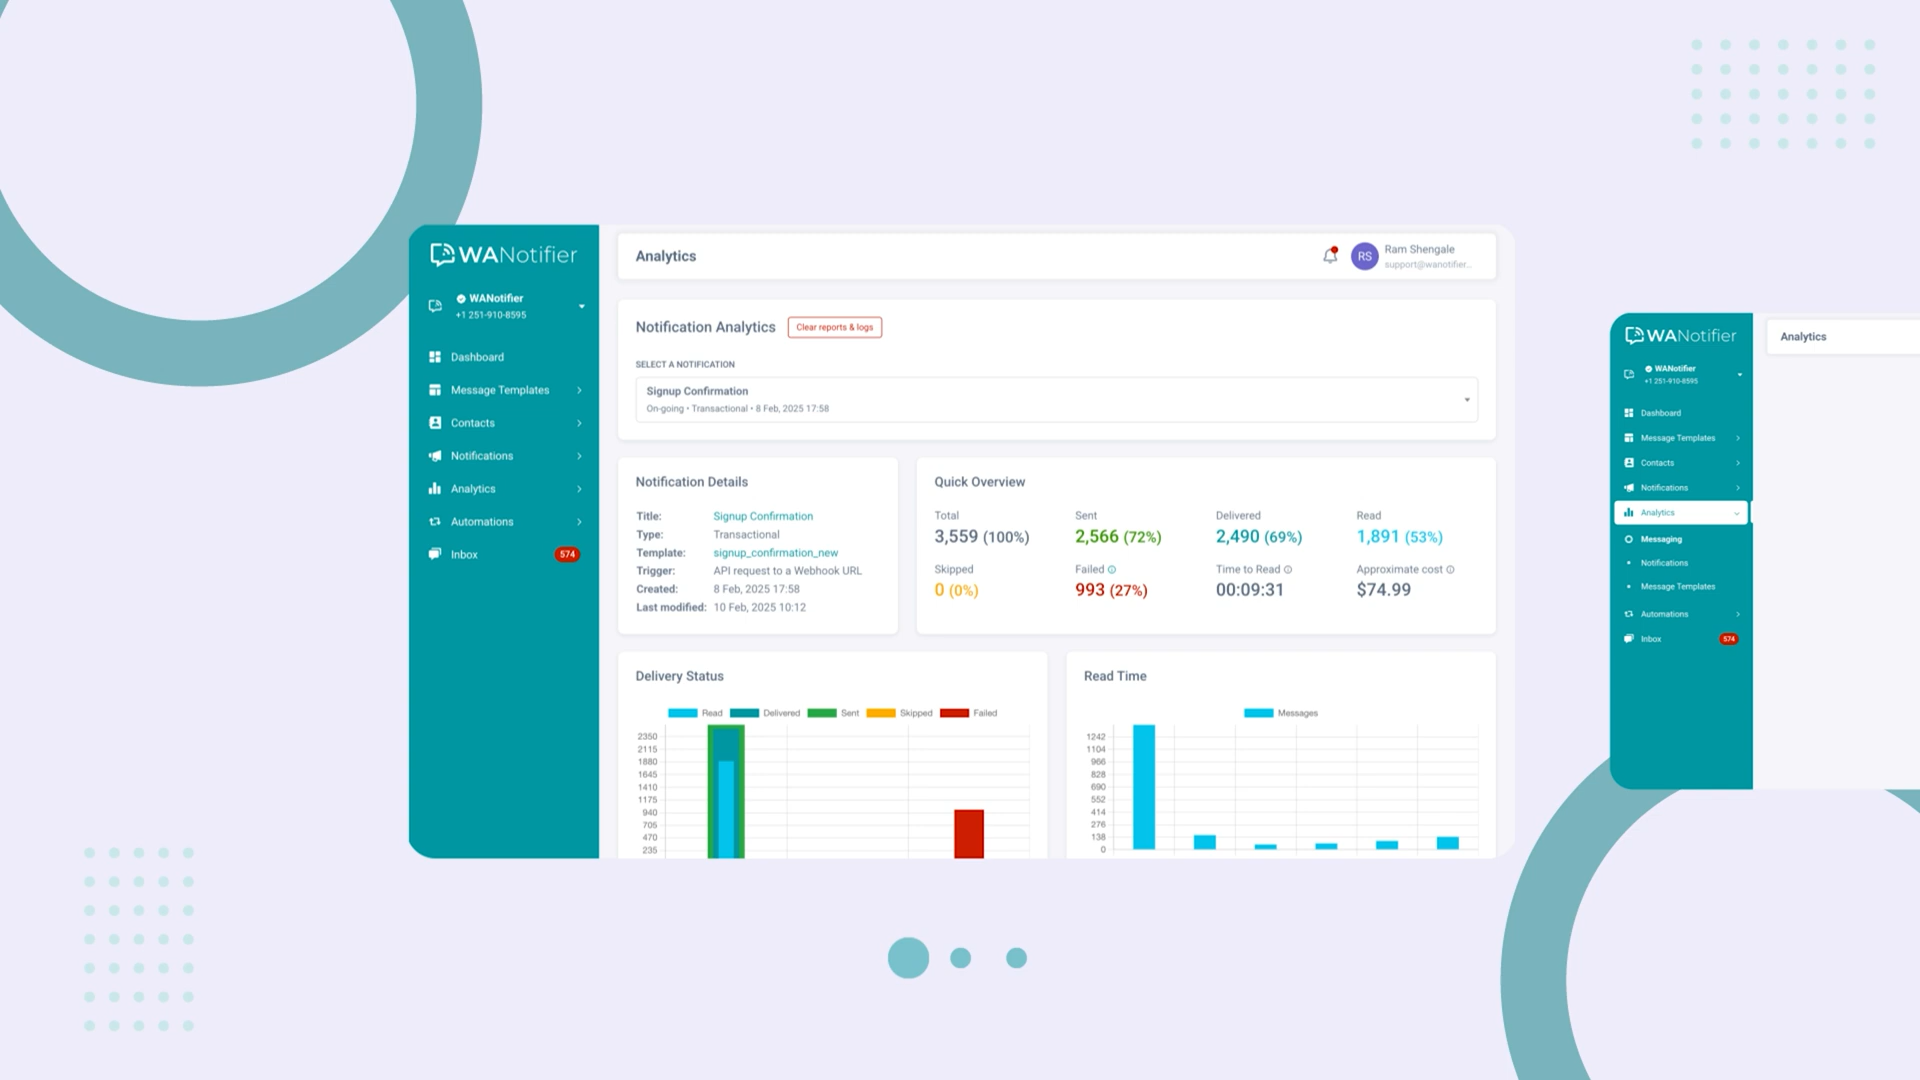 WANotifier
WANotifier
+1 251-910-8595
Dashboard
Message Templates
Contacts
Notifications
Analytics
Automations
Inbox 574
Analytics
RS
Ram Shengale
support@wanotifier...
Notification Analytics Clear reports & logs
SELECT A NOTIFICATION
Signup Confirmation
On-going • Transactional • 8 Feb, 2025 17:58
Notification Details
Title: Signup Confirmation
Type: Transactional
Template: signup_confirmation_new
Trigger: API request to a Webhook URL
Created: 8 Feb, 2025 17:58
Last modified: 10 Feb, 2025 10:12
Quick Overview
Total Sent Delivered Read
3,559 (100%) 2,566 (72%) 2,490 (69%) 1,891 (53%)
Skipped Failed Time to Read Approximate cost
0 (0%) 993 (27%) 00:09:31 $74.99
Delivery Status
Read Delivered Sent Skipped Failed
2350
2115
1880
1645
1410
1175
940
705
470
235
Read Time
Messages
1242
1104
966
828
690
552
414
276
138
0
WANotifier
WANotifier
+1 251-910-8595
Dashboard
Message Templates
Contacts
Notifications
Analytics
Messaging
Notifications
Message Templates
Automations
Inbox 574
Analytics